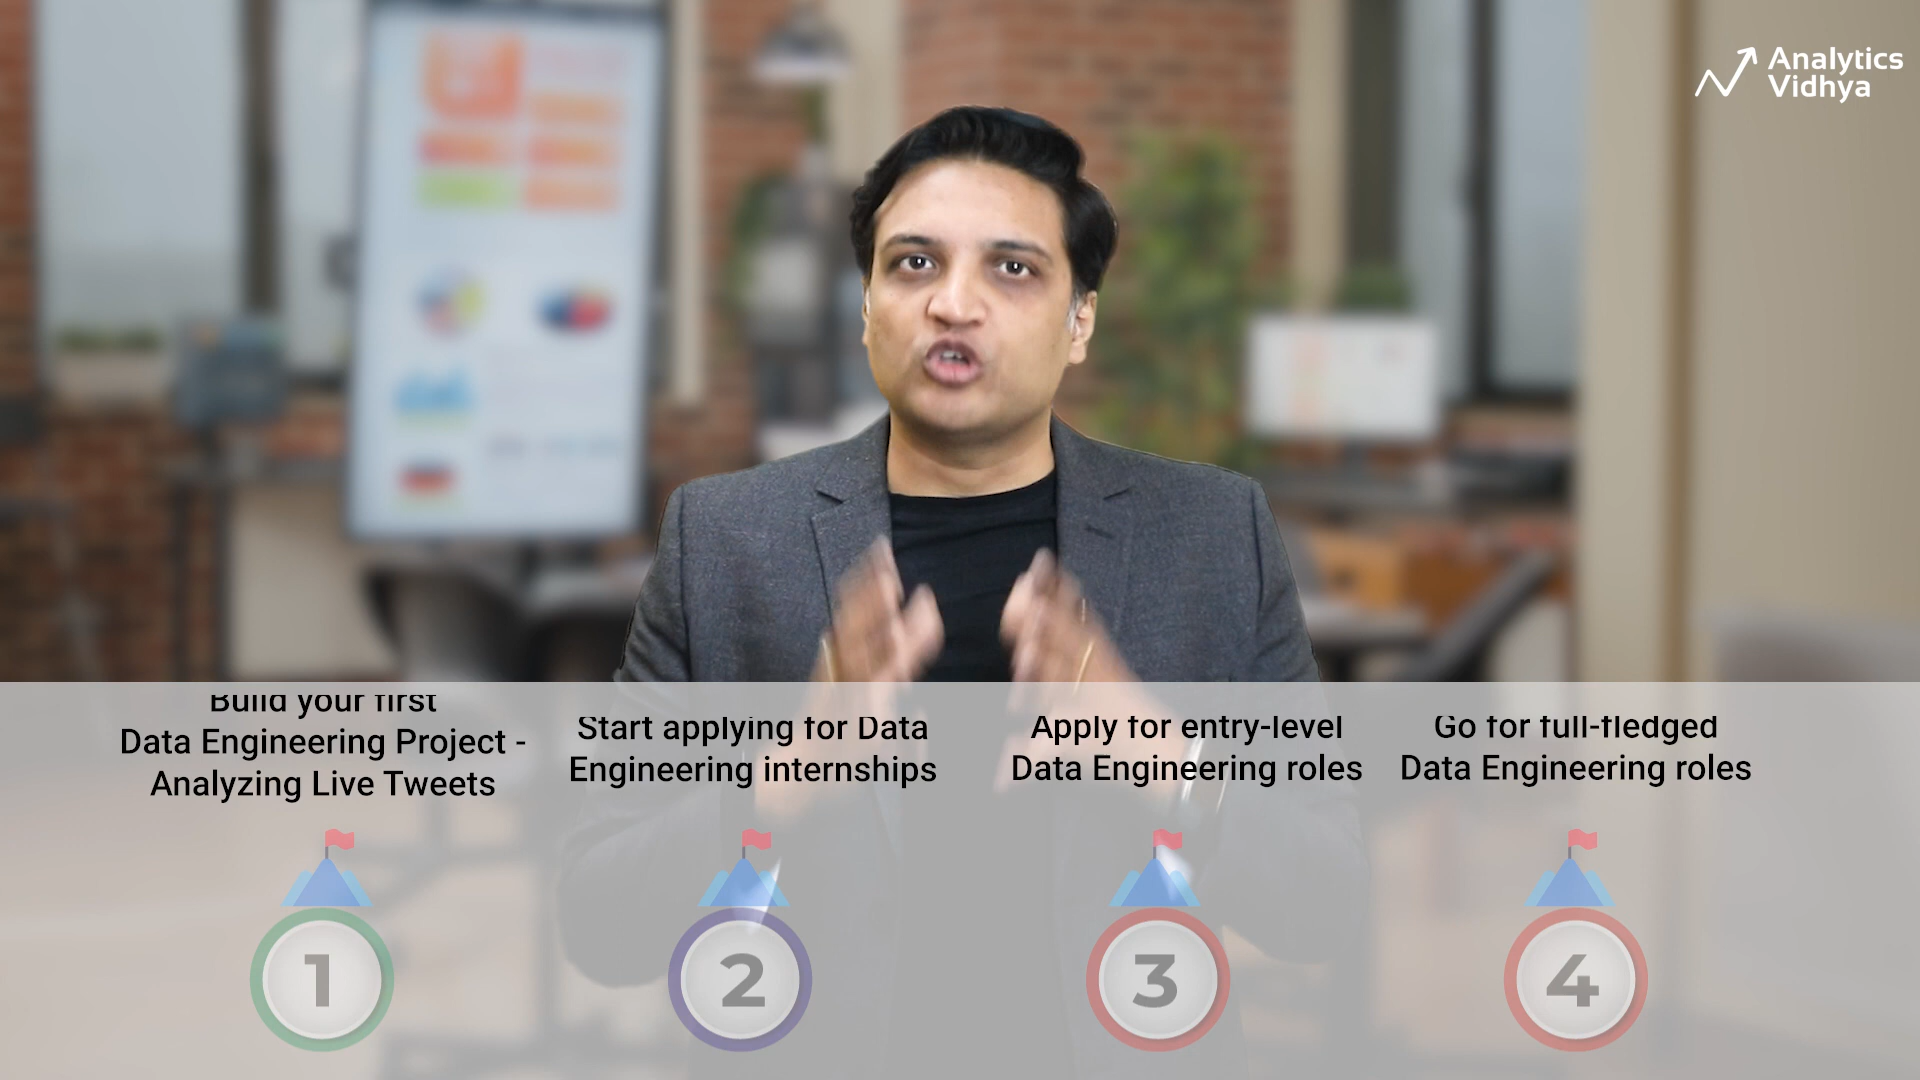 Analytics
Vidhya
Build your first
Data Engineering Project -
Analyzing Live Tweets
Start applying for Data
Engineering internships
Apply for entry-level
Data Engineering roles
Go for full-fledged
Data Engineering roles
1
2
3
4